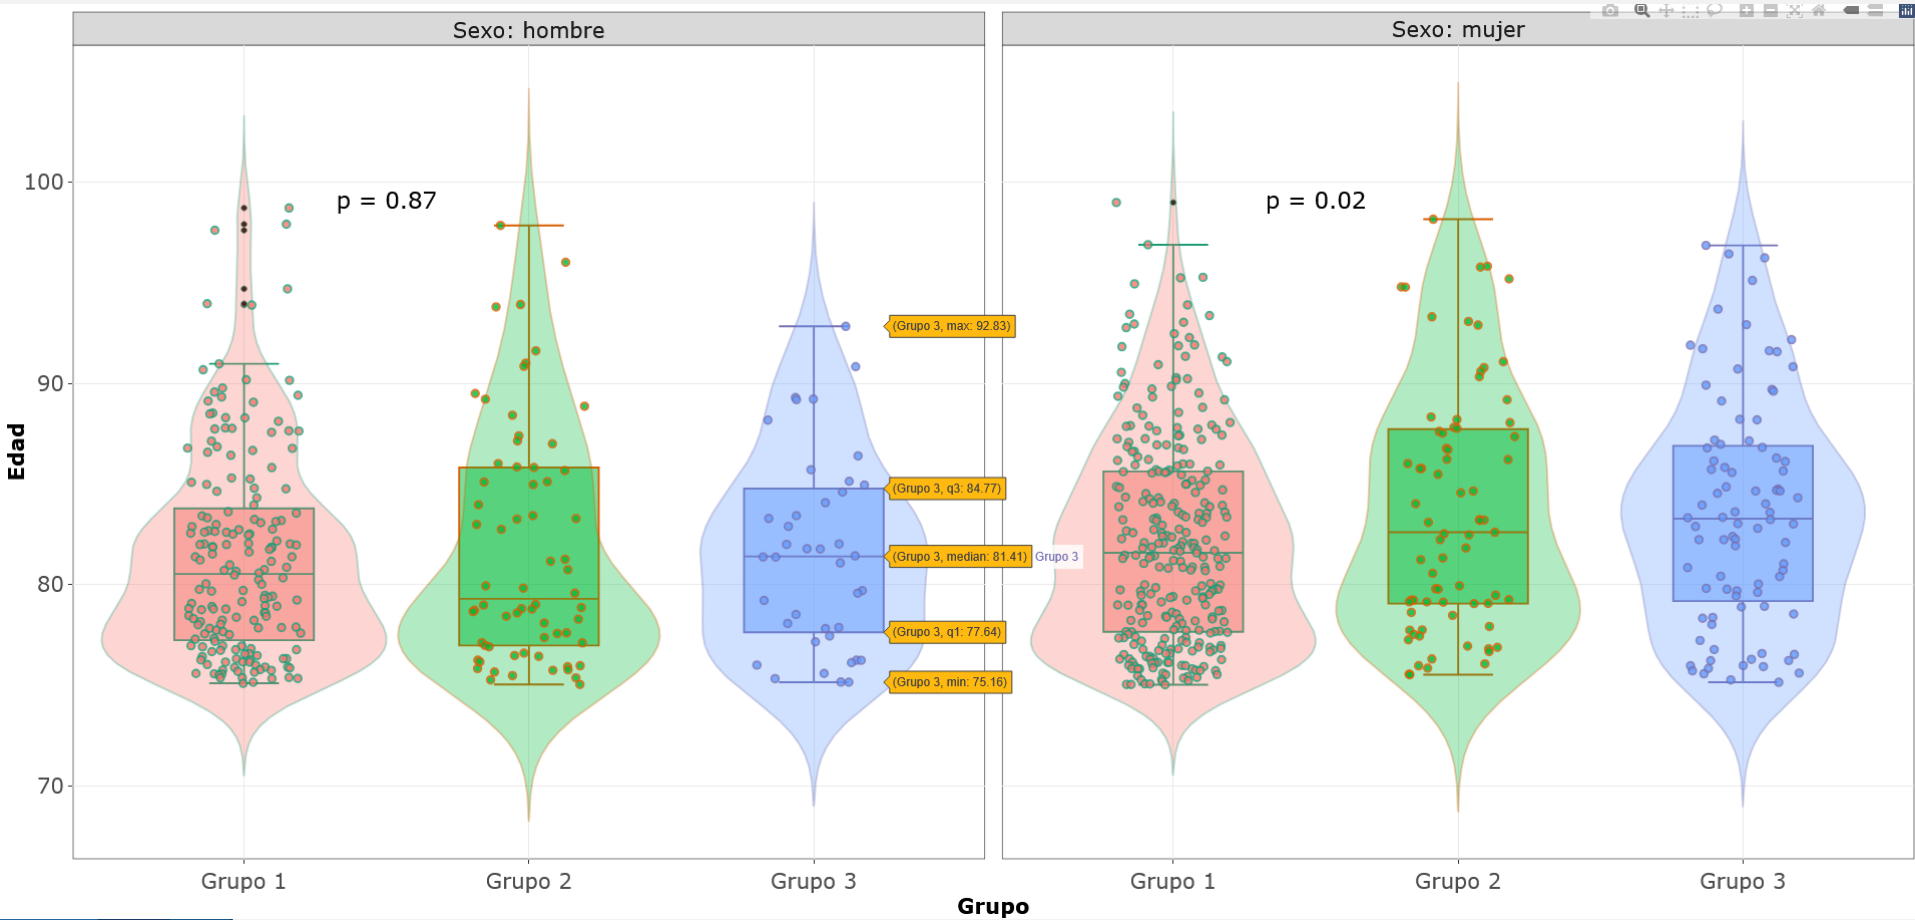 Sexo: hombre
Sexo: mujer
100
90
80
70
Edad
p = 0.87
p = 0.02
(Grupo 3, max: 92.83)
(Grupo 3, q3: 84.77)
(Grupo 3, median: 81.41) Grupo 3
(Grupo 3, q1: 77.64)
(Grupo 3, min: 75.16)
Grupo 1
Grupo 2
Grupo 3
Grupo 1
Grupo 2
Grupo 3
Grupo